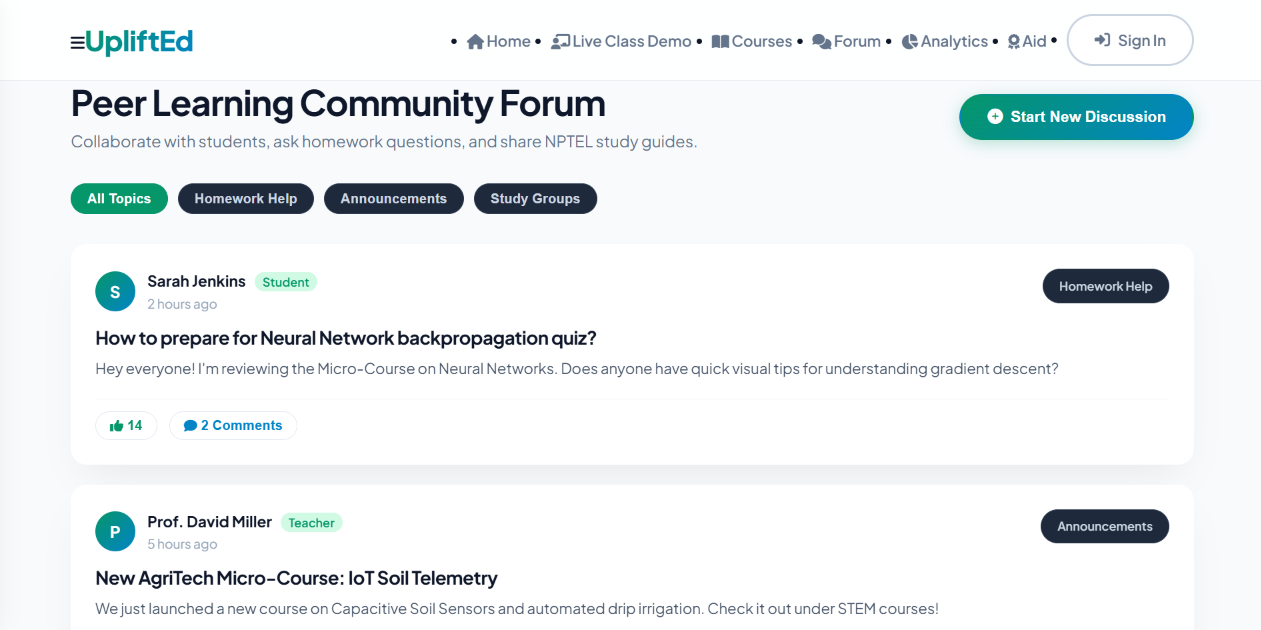 UpliftEd
• Home • Live Class Demo • Courses • Forum • Analytics • Aid • Sign In
Peer Learning Community Forum
Start New Discussion
Collaborate with students, ask homework questions, and share NPTEL study guides.
All Topics Homework Help Announcements Study Groups
S
Sarah Jenkins Student
2 hours ago
Homework Help
How to prepare for Neural Network backpropagation quiz?
Hey everyone! I'm reviewing the Micro-Course on Neural Networks. Does anyone have quick visual tips for understanding gradient descent?
14 2 Comments
P
Prof. David Miller Teacher
5 hours ago
Announcements
New AgriTech Micro-Course: IoT Soil Telemetry
We just launched a new course on Capacitive Soil Sensors and automated drip irrigation. Check it out under STEM courses!